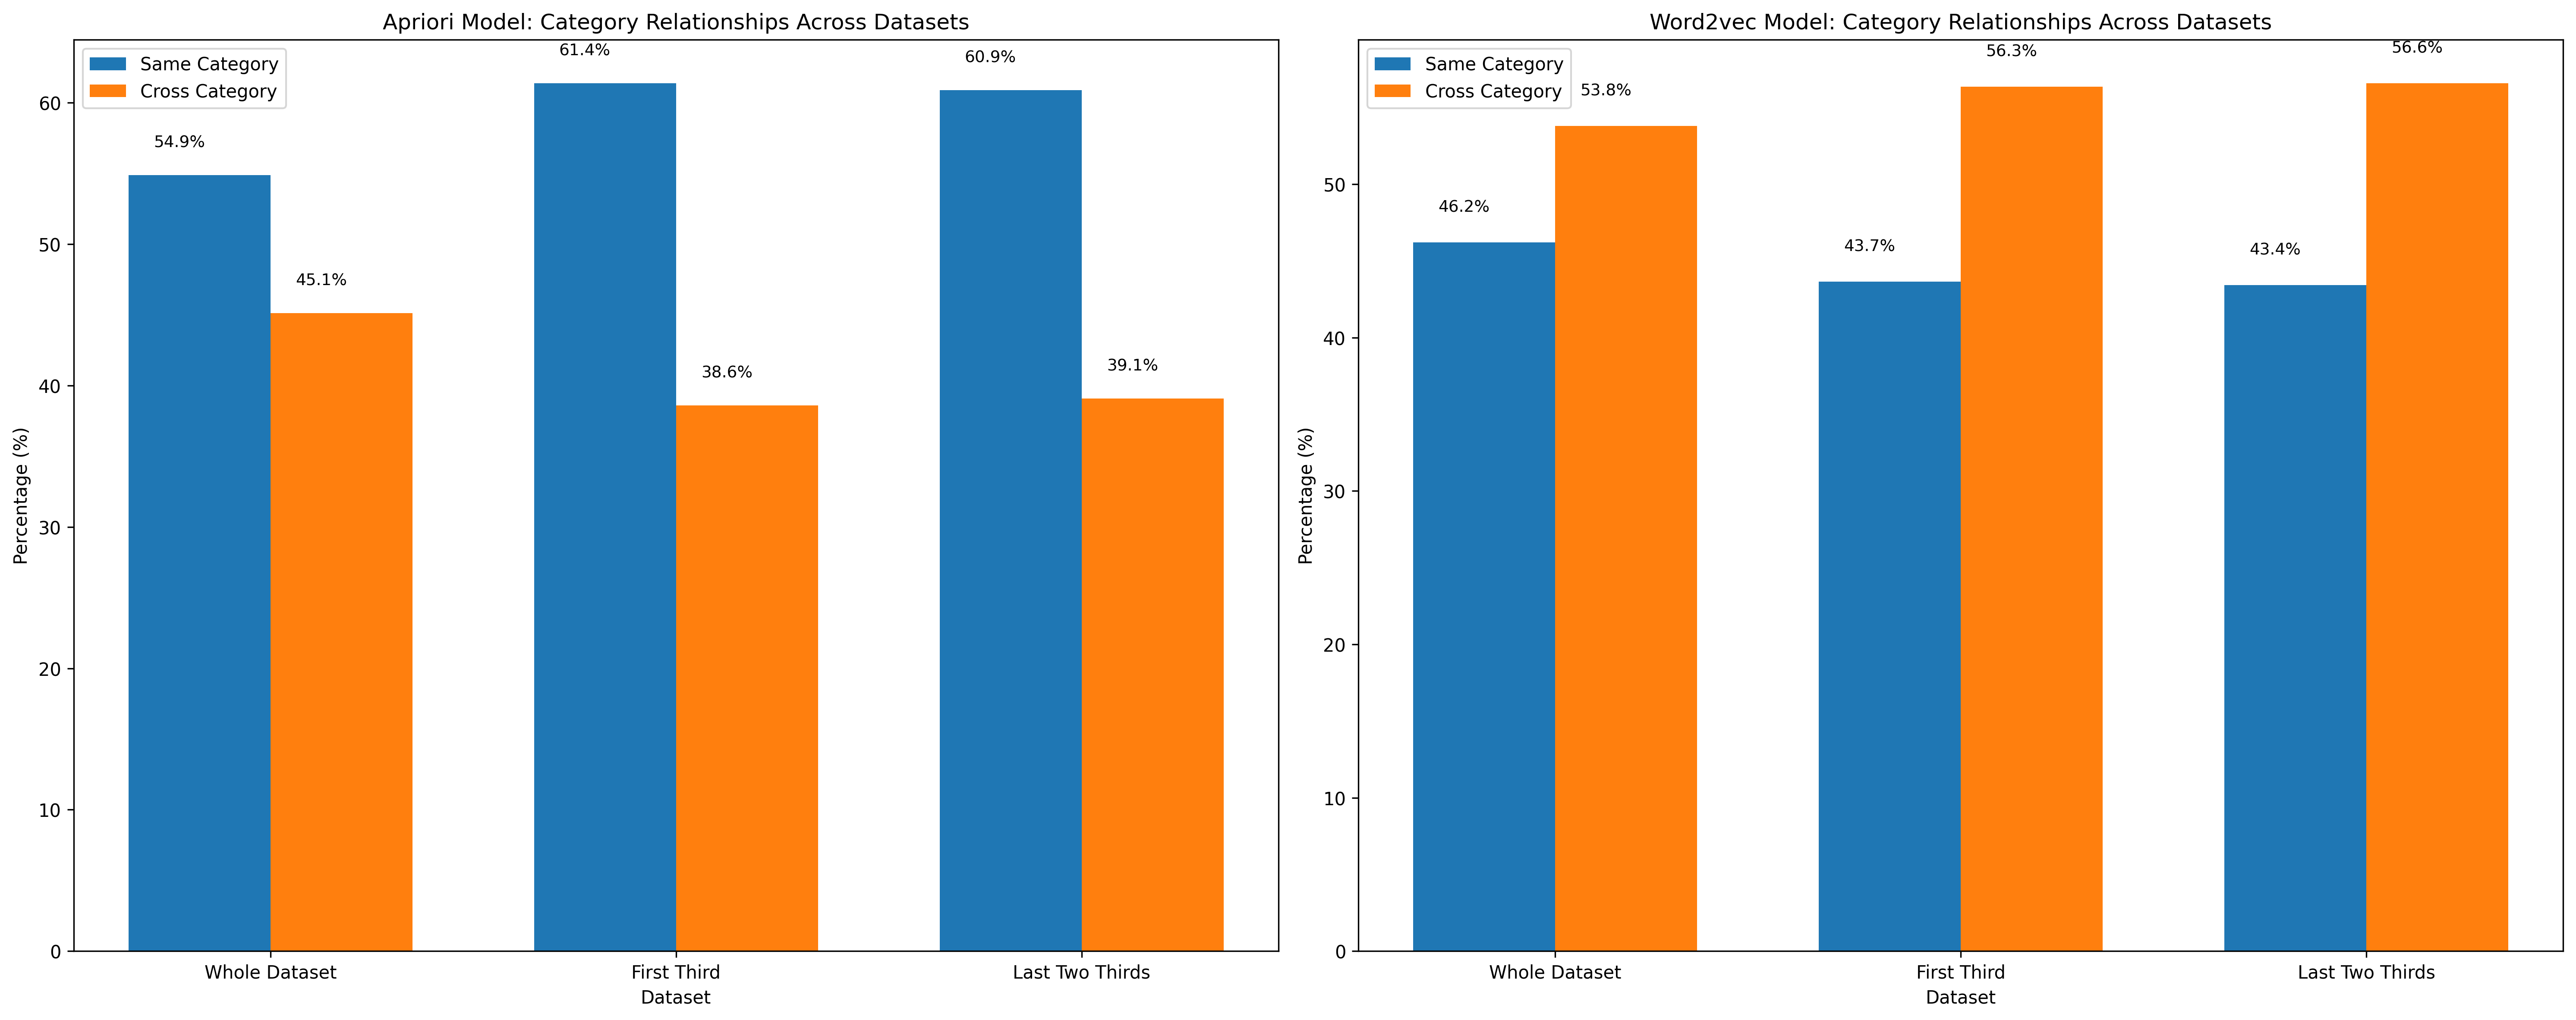 Apriori Model: Category Relationships Across Datasets
Same Category
Cross Category
61.4%
60.9%
54.9%
45.1%
38.6%
39.1%
60
50
40
30
20
10
0
Percentage (%)
Whole Dataset
First Third
Last Two Thirds
Dataset
Word2vec Model: Category Relationships Across Datasets
Same Category
Cross Category
53.8%
56.3%
56.6%
46.2%
43.7%
43.4%
50
40
30
20
10
0
Percentage (%)
Whole Dataset
First Third
Last Two Thirds
Dataset